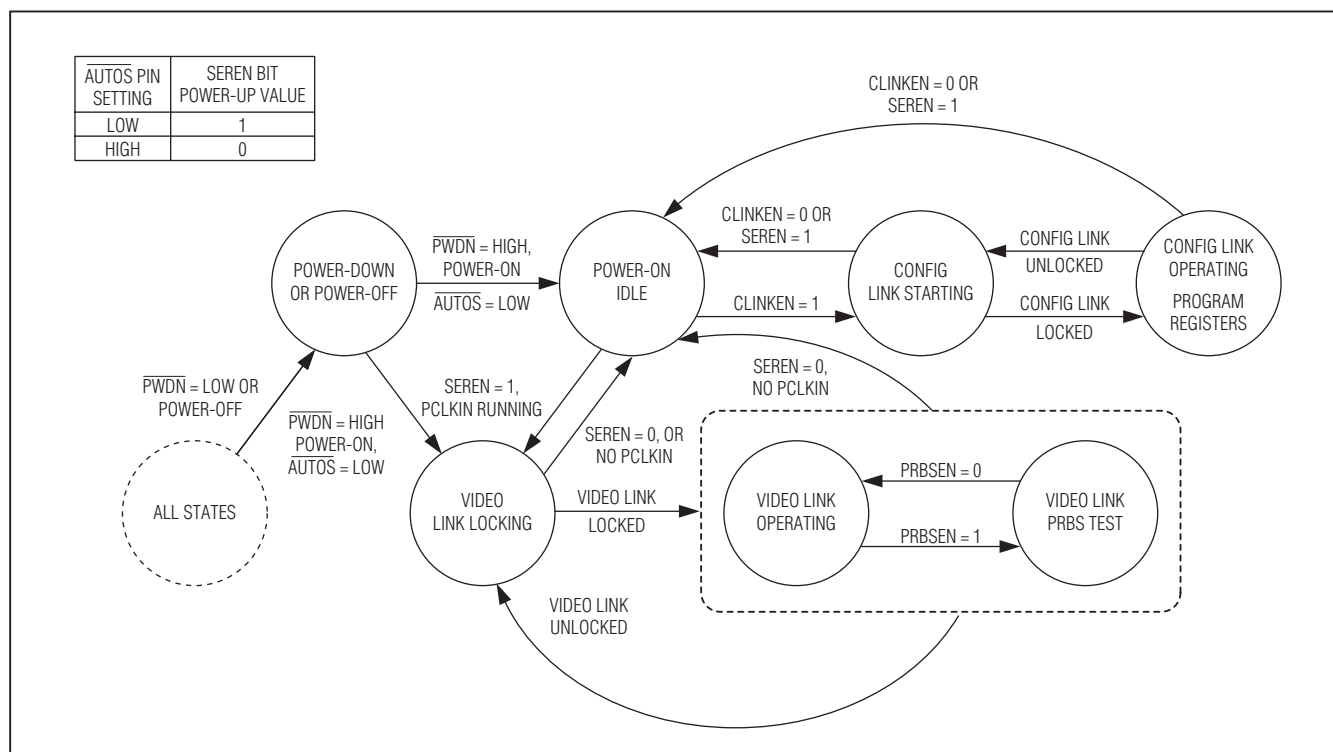 AUTOS PIN
SETTING
SEREN BIT
POWER-UP VALUE
LOW
1
HIGH
0
CLINKEN = 0 OR
SEREN = 1
POWER-DOWN
OR POWER-OFF
PWDN = HIGH,
POWER-ON
AUTOS = LOW
POWER-ON
IDLE
CLINKEN = 0 OR
SEREN = 1
CLINKEN = 1
CONFIG
LINK STARTING
CONFIG LINK
UNLOCKED
CONFIG LINK
LOCKED
CONFIG LINK
OPERATING
PROGRAM
REGISTERS
PWDN = LOW OR
POWER-OFF
PWDN = HIGH
POWER-ON,
AUTOS = LOW
SEREN = 1,
PCLKIN RUNNING
SEREN = 0, OR
NO PCLKIN
SEREN = 0,
NO PCLKIN
ALL STATES
VIDEO
LINK LOCKING
VIDEO LINK
LOCKED
VIDEO LINK
OPERATING
PRBSEN = 0
PRBSEN = 1
VIDEO LINK
PRBS TEST
VIDEO LINK
UNLOCKED